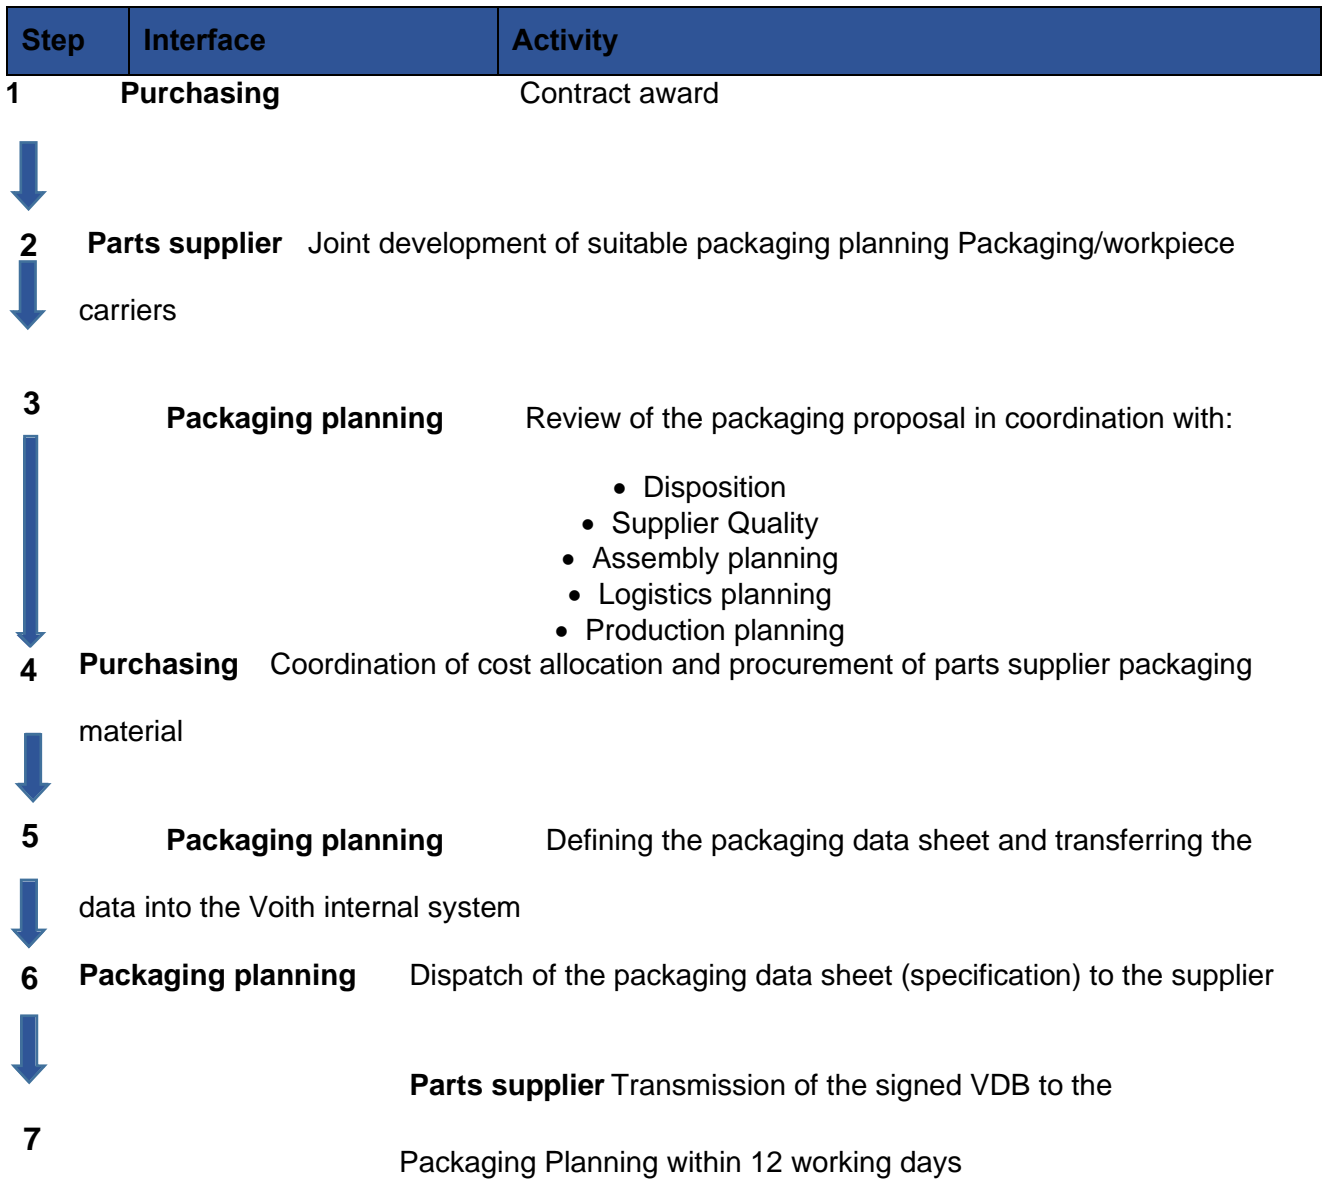 Step Interface Activity
1 Purchasing Contract award
2 Parts supplier Joint development of suitable packaging planning Packaging/workpiece
carriers
3
Packaging planning Review of the packaging proposal in coordination with:
• Disposition
• Supplier Quality
• Assembly planning
• Logistics planning
• Production planning
4 Purchasing Coordination of cost allocation and procurement of parts supplier packaging
material
5 Packaging planning Defining the packaging data sheet and transferring the
data into the Voith internal system
6 Packaging planning Dispatch of the packaging data sheet (specification) to the supplier
Parts supplier Transmission of the signed VDB to the
7
Packaging Planning within 12 working days